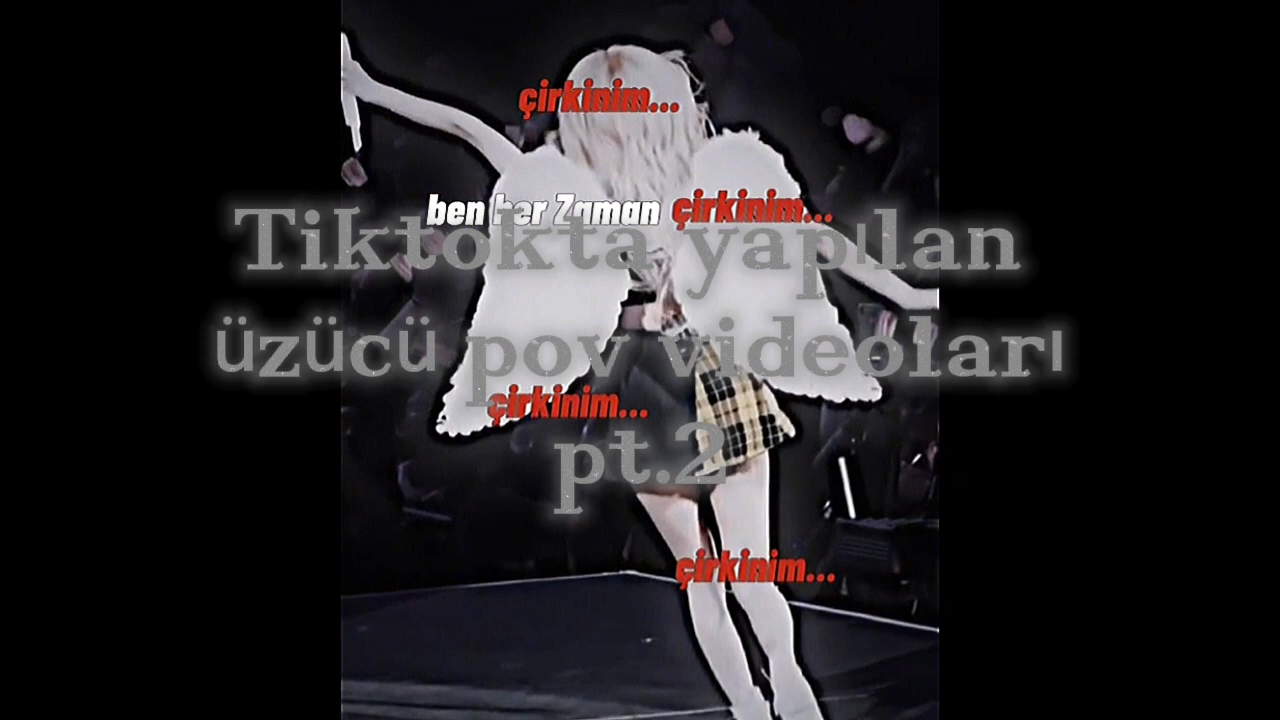 çirkinim...
ben her Zaman çirkinim...
Tiktokta yapılan
üzücü pov videoları
çirkinim...
pt.2
çirkinim...